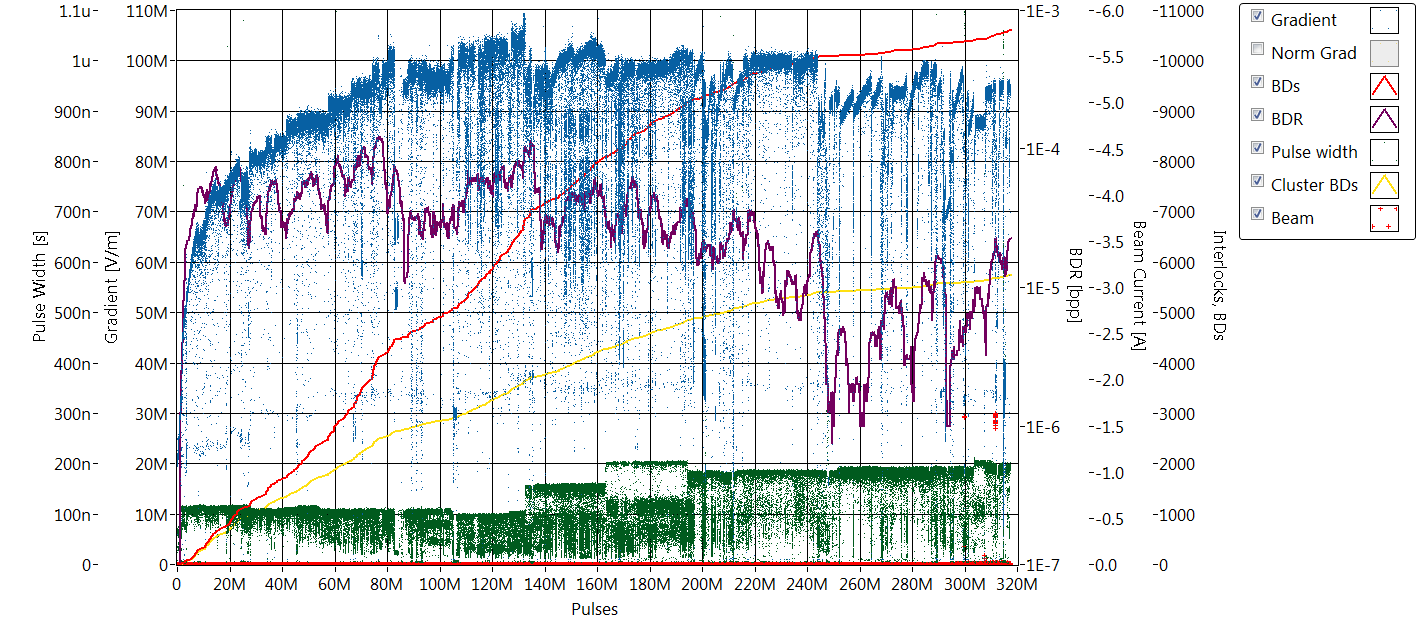 1.1u 110M 1E-3 6.0 11000
1u 100M 5.5 10000
900n 90M 5.0 9000
800n 80M 1E-4 4.5 8000
700n 70M 4.0 7000
600n 60M 3.5 6000
500n 50M 1E-5 3.0 5000
400n 40M 2.5 4000
300n 30M 2.0 3000
200n 20M 1E-6 1.5 2000
100n 10M 1.0 1000
0 0 0.5 0
1E-7 0.0
Pulse Width [s]
Gradient [V/m]
BDR [bpp]
Beam Current [A]
Interlocks, BDs
0 20M 40M 60M 80M 100M 120M 140M 160M 180M 200M 220M 240M 260M 280M 300M 320M
Pulses
Gradient
Norm Grad
BDs
BDR
Pulse width
Cluster BDs
Beam